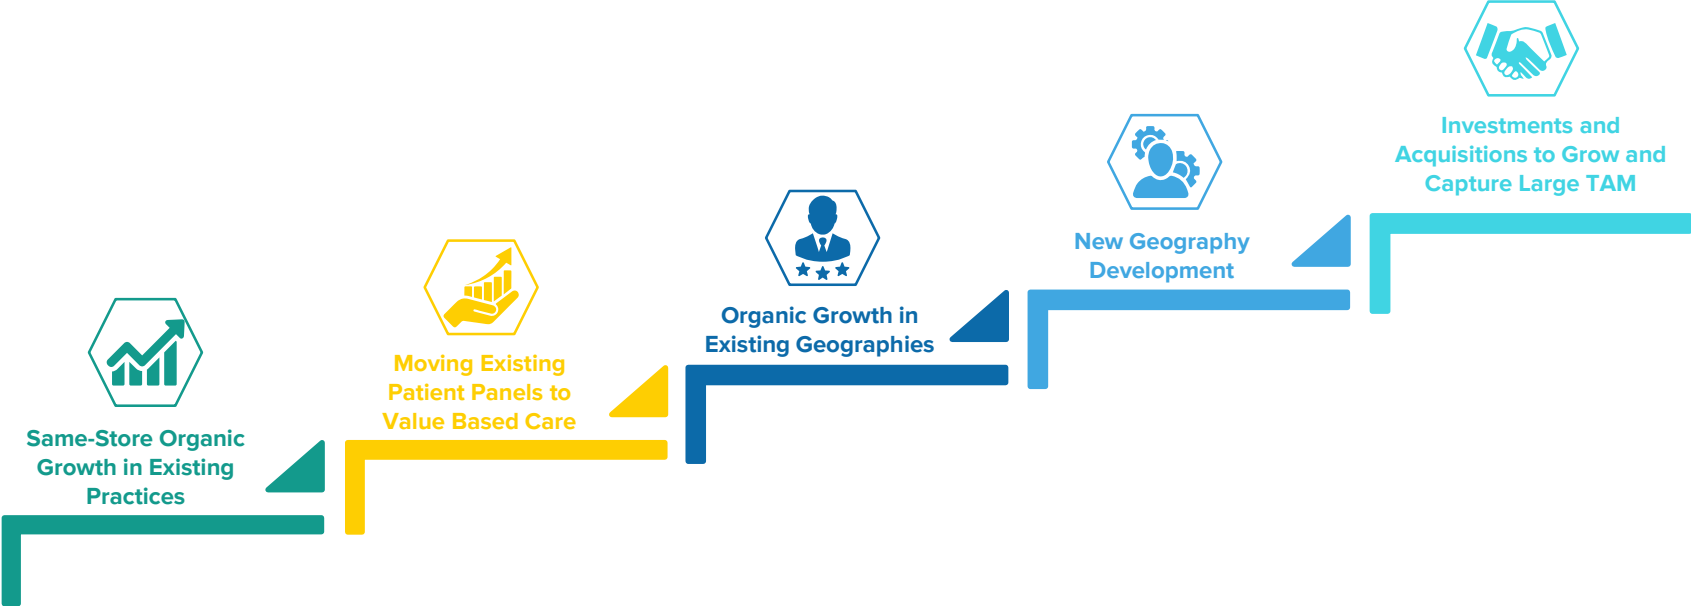 Same-Store Organic
Growth in Existing
Practices
Moving Existing
Patient Panels to
Value Based Care
Organic Growth in
Existing Geographies
New Geography
Development
Investments and
Acquisitions to Grow and
Capture Large TAM